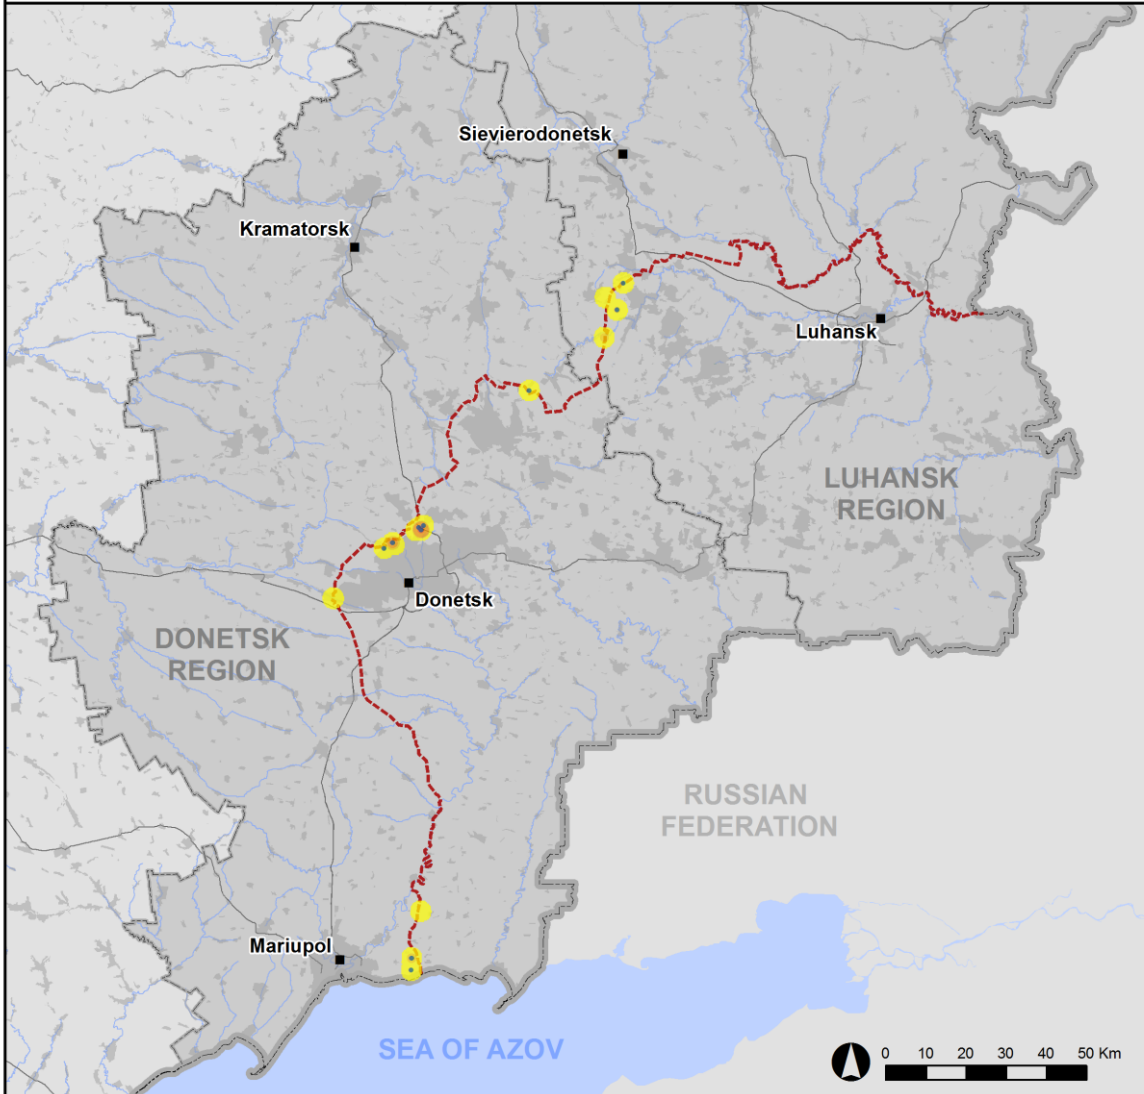 Sievierodonetsk
Kramatorsk
Luhansk
LUHANSK
REGION
Donetsk
DONETSK
REGION
RUSSIAN
FEDERATION
Mariupol
SEA OF AZOV
0 10 20 30 40 50 Km